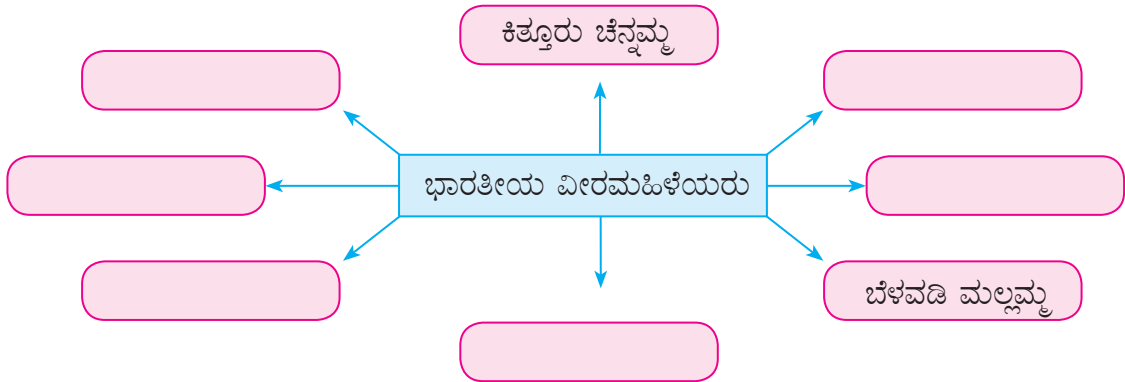 ಕಿತ್ತೂರು ಚೆನ್ನಮ್ಮ
ಭಾರತೀಯ ವೀರಮಹಿಳೆಯರು
ಬೆಳವಡಿ ಮಲ್ಲಮ್ಮ